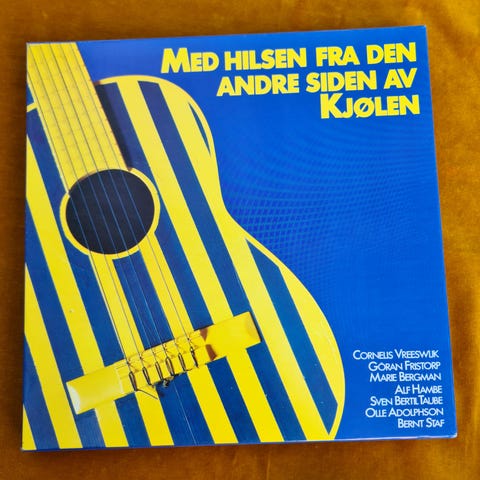 MED HILSEN FRA DEN
ANDRE SIDEN AV
KJØLEN
CORNELIS VREESWIJK
GÖRAN FRISTORP
MARIE BERGMAN
ALF HAMBE
SVEN BERTIL TAUBE
OLLE ADOLPHSON
BERNT STAF